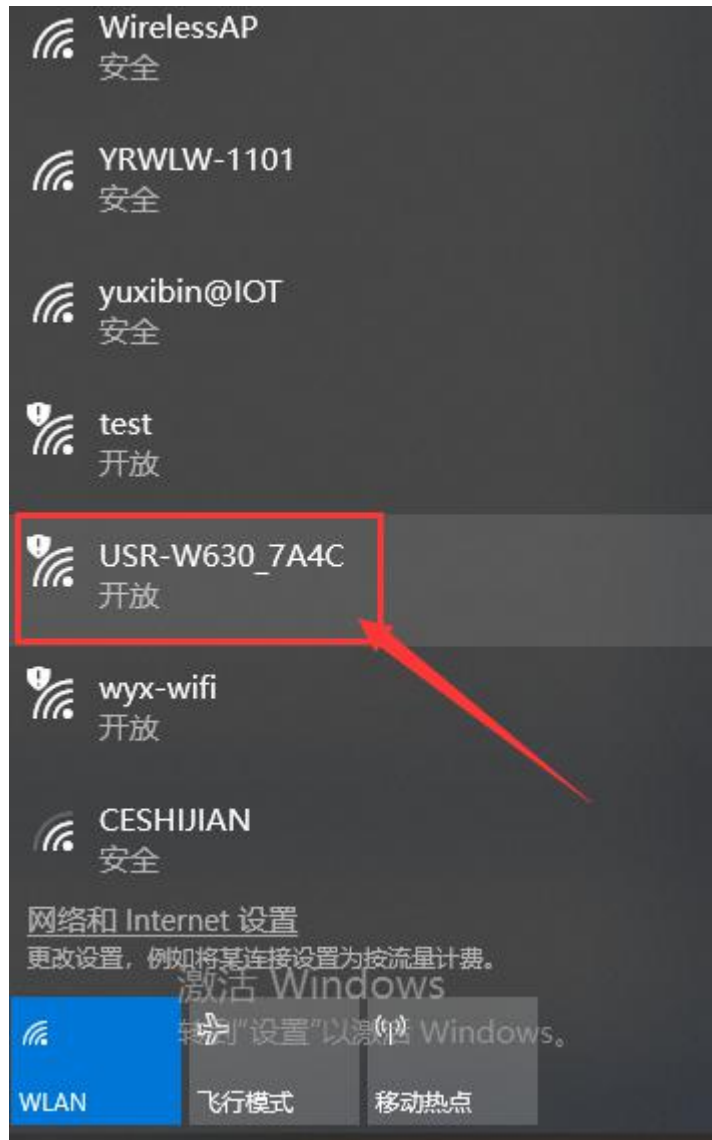 WirelessAP
安全
YRWLW-1101
安全
yuxibin@IOT
安全
test
开放
USR-W630_7A4C
开放
wyx-wifi
开放
CESHIJIAN
安全
网络和 Internet 设置
更改设置，例如将某连接设置为按流量计费。
激活 Windows
转到"设置"以激活 Windows。
WLAN
飞行模式
移动热点